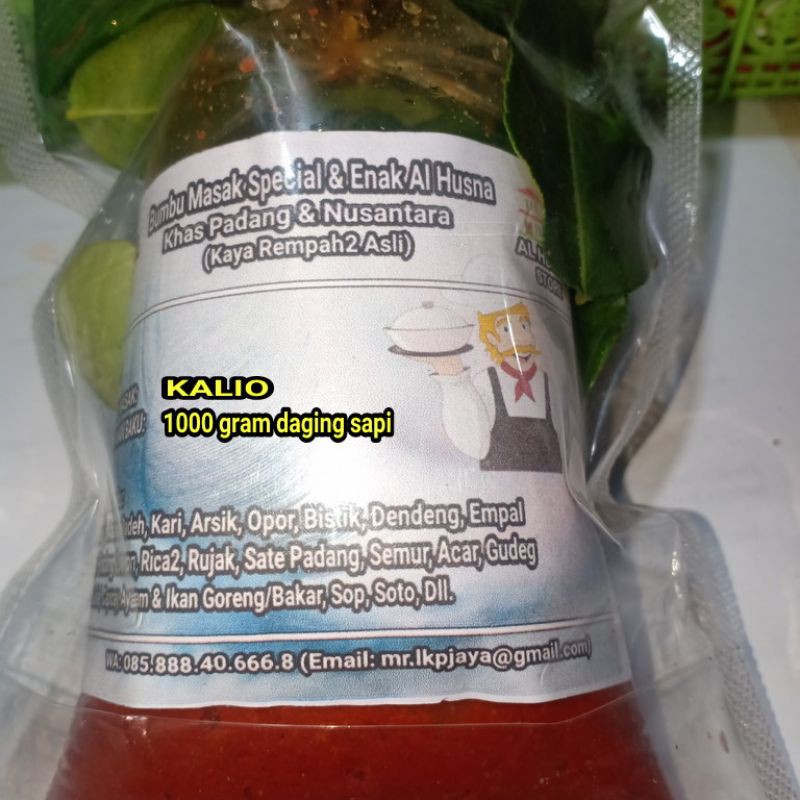 Bumbu Masak Special & Enak Al Husna
Khas Padang & Nusantara
(Kaya Rempah2 Asli)
KALIO
BAKU:
1000 gram daging sapi
Kari, Arsik, Opor, Bistik, Dendeng, Empal
Rica2, Rujak, Sate Padang, Semur, Acar, Gudeg
& Ikan Goreng/Bakar, Sop, Soto, Dll.
WA: 085.888.40.666.8 (Email: mr.lkpjaya@gmail.com)